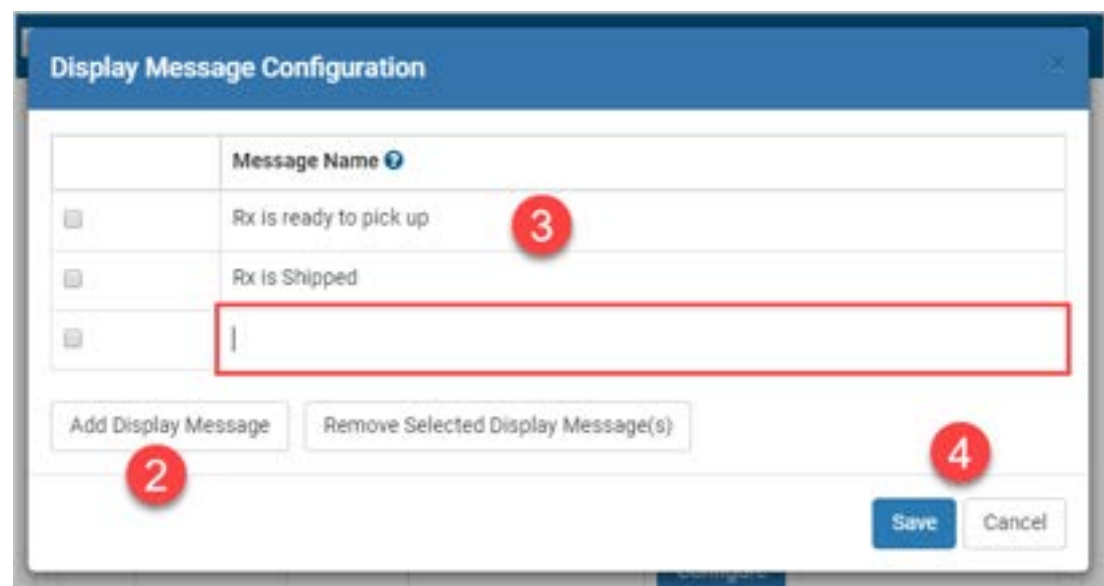 Display Message Configuration
×
Message Name ?
Rx is ready to pick up
3
Rx is Shipped
Add Display Message
Remove Selected Display Message(s)
2
4
Save
Cancel
Configure